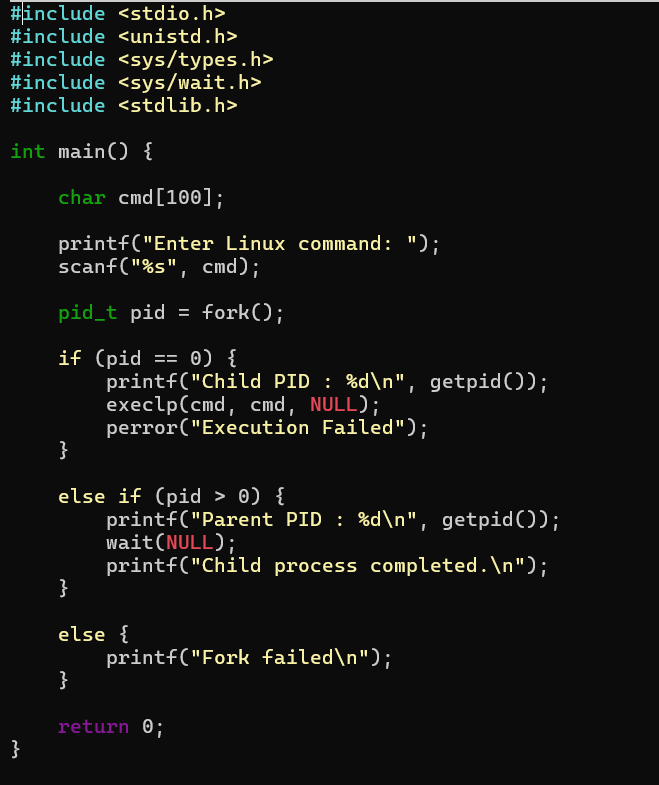 #include <stdio.h>
#include <unistd.h>
#include <sys/types.h>
#include <sys/wait.h>
#include <stdlib.h>

int main() {

    char cmd[100];

    printf("Enter Linux command: ");
    scanf("%s", cmd);

    pid_t pid = fork();

    if (pid == 0) {
        printf("Child PID : %d\n", getpid());
        execlp(cmd, cmd, NULL);
        perror("Execution Failed");
    }

    else if (pid > 0) {
        printf("Parent PID : %d\n", getpid());
        wait(NULL);
        printf("Child process completed.\n");
    }

    else {
        printf("Fork failed\n");
    }

    return 0;
}